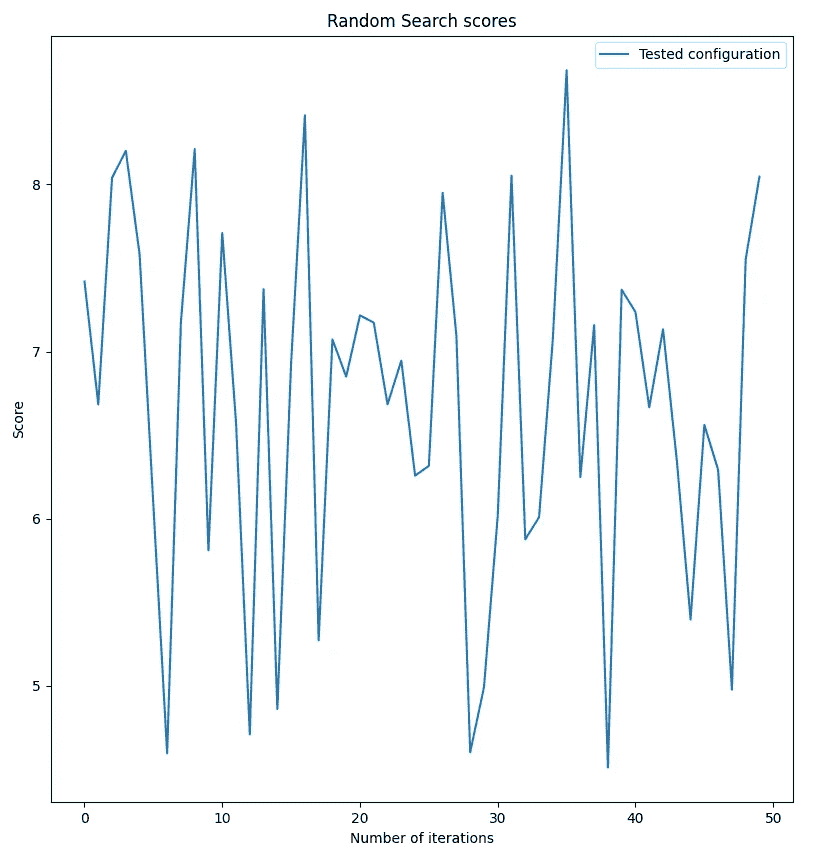 Random Search scores
Tested configuration
8
7
6
5
Score
0 10 20 30 40 50
Number of iterations